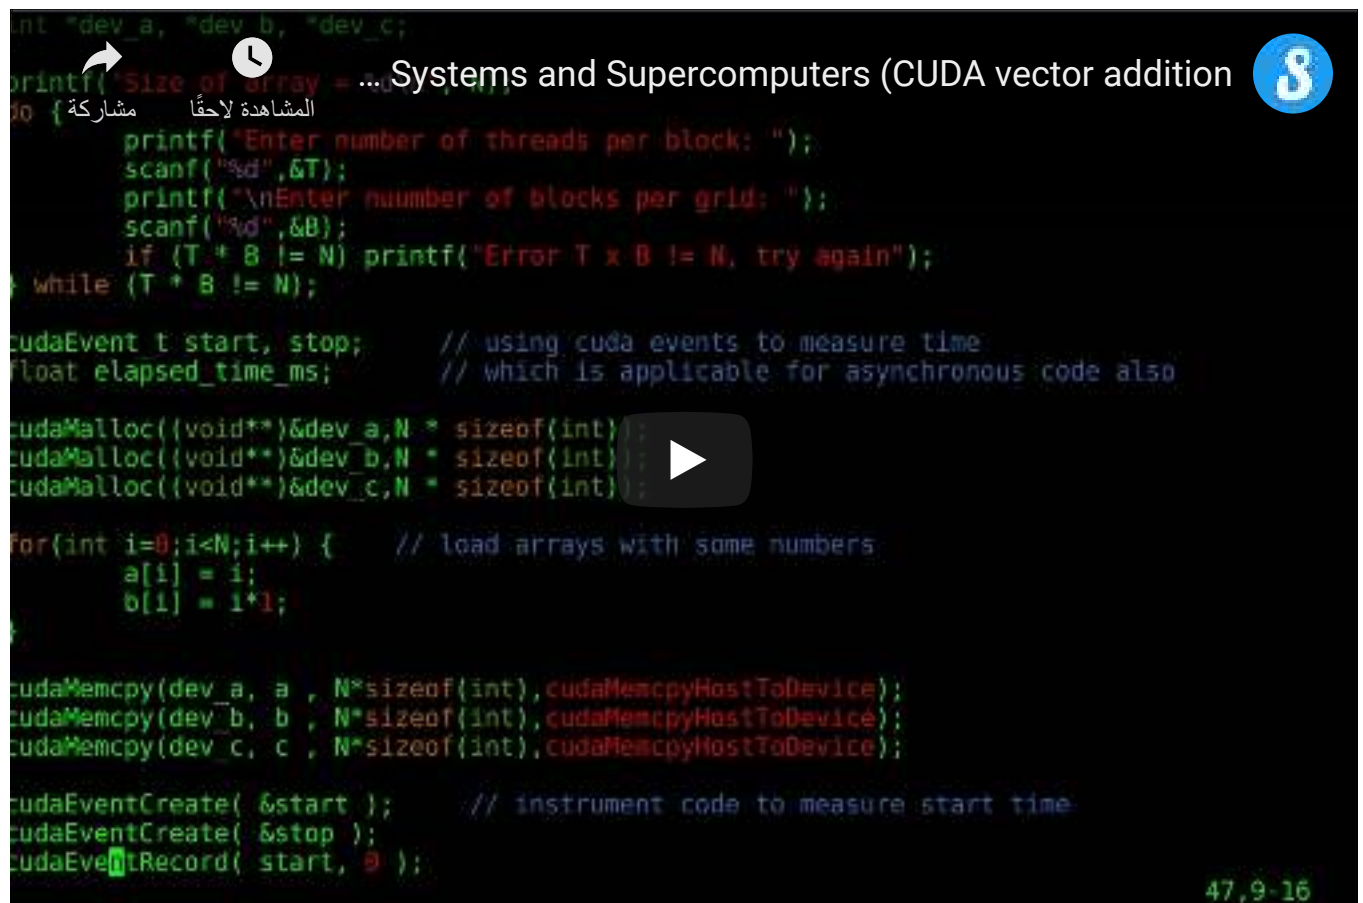 int *dev_a, *dev_b, *dev_c;
... Systems and Supercomputers (CUDA vector addition
مشاركة
المشاهدة لاحقًا
printf("Size of array =
do {
printf("Enter number of threads per block: ");
scanf("%d",&T);
printf("\nEnter nuumber of blocks per grid: ");
scanf("%d",&B);
if (T * B != N) printf("Error T x B != N, try again");
} while (T * B != N);
cudaEvent_t start, stop; // using cuda events to measure time
float elapsed_time_ms; // which is applicable for asynchronous code also
cudaMalloc((void**)&dev_a,N * sizeof(int));
cudaMalloc((void**)&dev_b,N * sizeof(int));
cudaMalloc((void**)&dev_c,N * sizeof(int));
for(int i=0;i<N;i++) { // load arrays with some numbers
a[i] = i;
b[i] = i*1;
}
cudaMemcpy(dev_a, a , N*sizeof(int),cudaMemcpyHostToDevice);
cudaMemcpy(dev_b, b , N*sizeof(int),cudaMemcpyHostToDevice);
cudaMemcpy(dev_c, c , N*sizeof(int),cudaMemcpyHostToDevice);
cudaEventCreate( &start ); // instrument code to measure start time
cudaEventCreate( &stop );
cudaEventRecord( start, 0 );
47,9-16